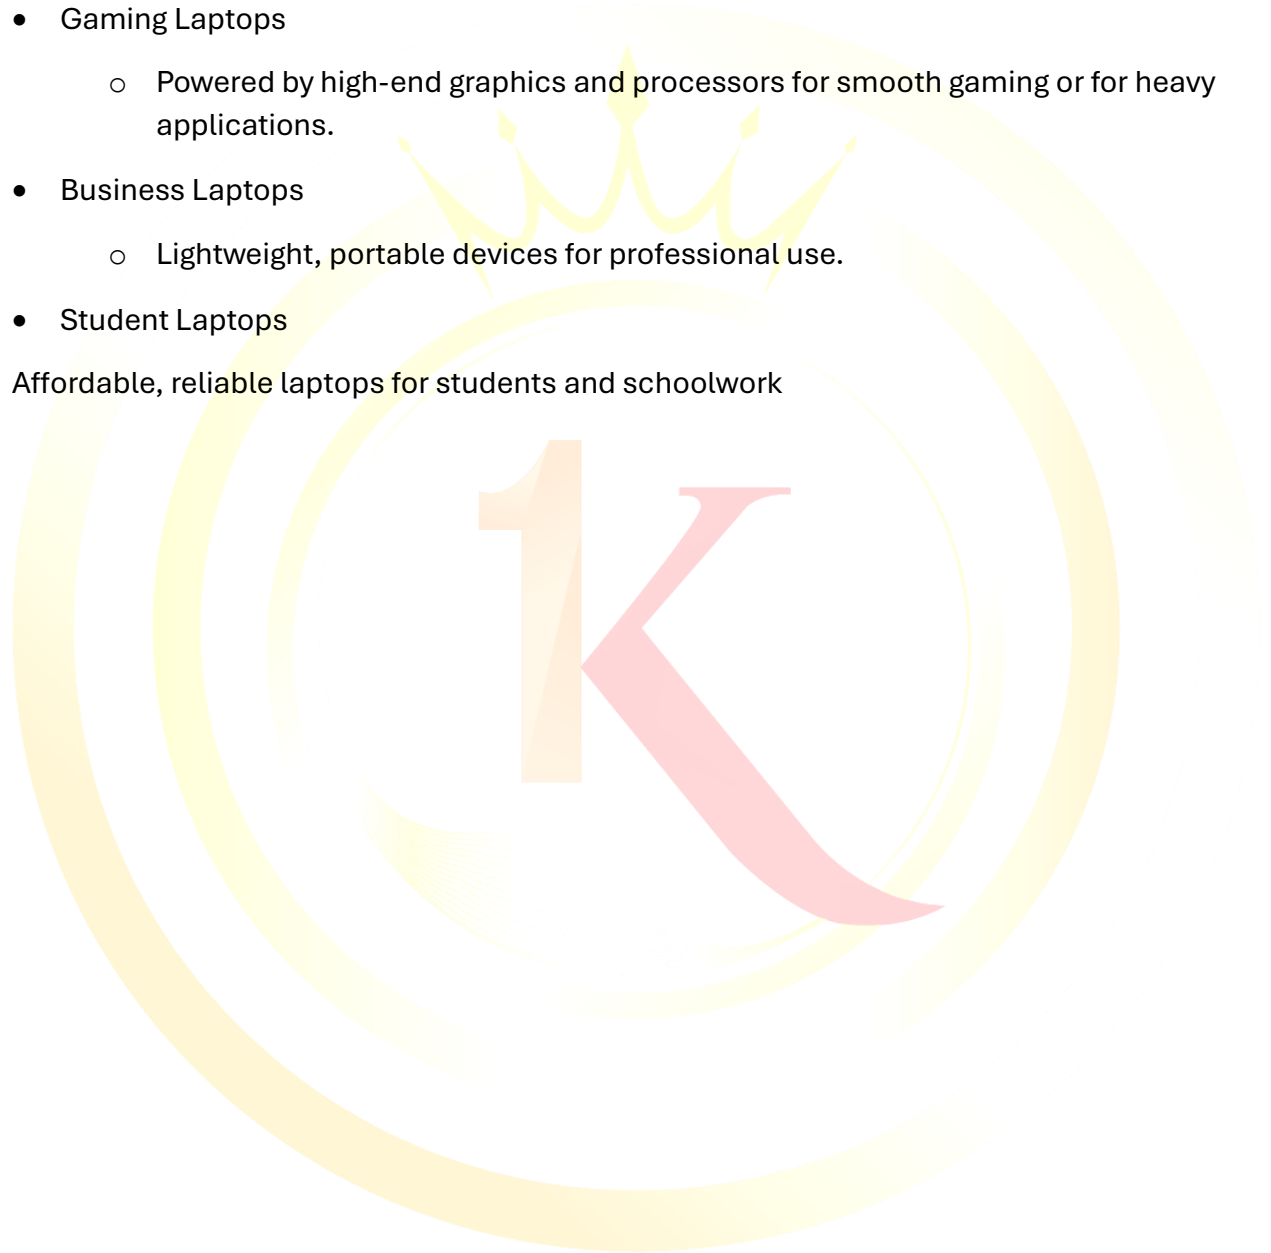 • Gaming Laptops
o Powered by high-end graphics and processors for smooth gaming or for heavy
applications.
• Business Laptops
o Lightweight, portable devices for professional use.
• Student Laptops
Affordable, reliable laptops for students and schoolwork
1K